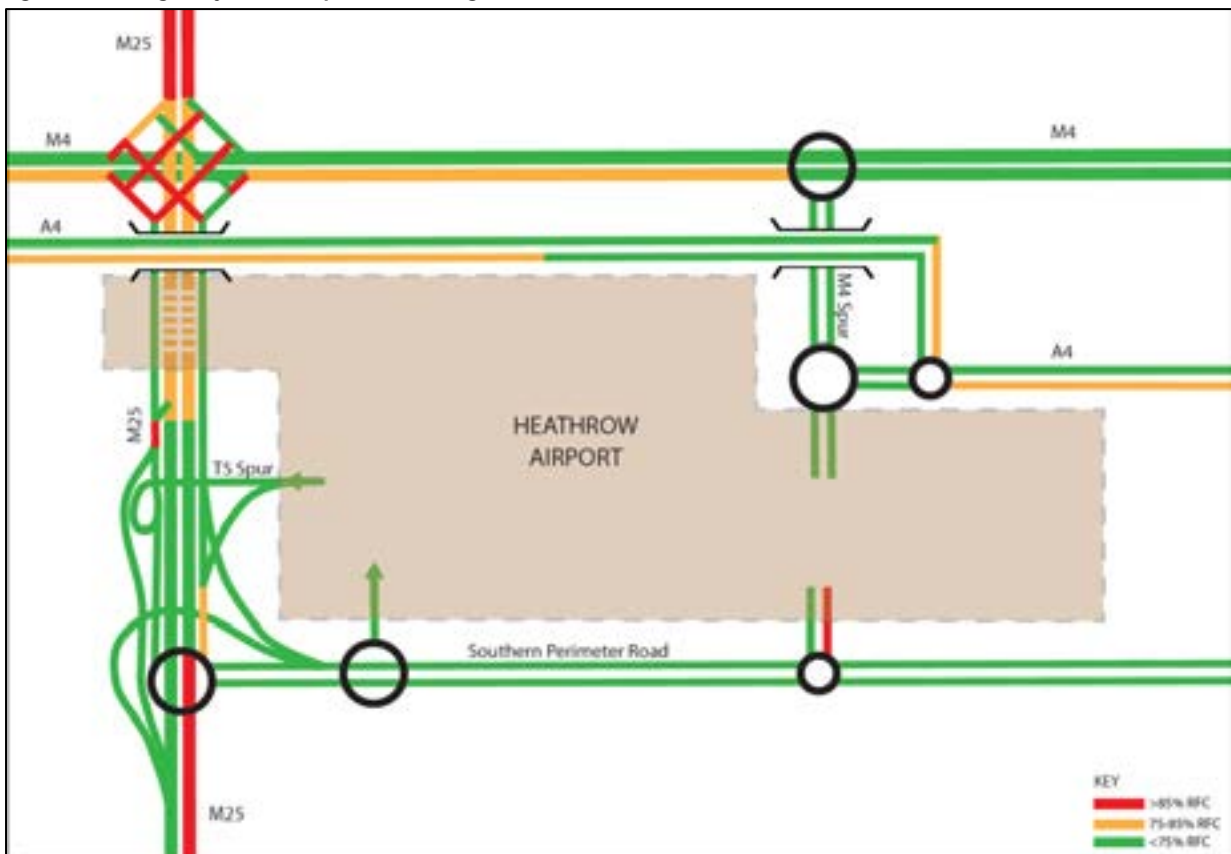 M25
M4
M4
A4
M4 Spur
A4
HEATHROW
AIRPORT
M25
T5 Spur
Southern Perimeter Road
M25
KEY
>85% RFC
75-85% RFC
<75% RFC